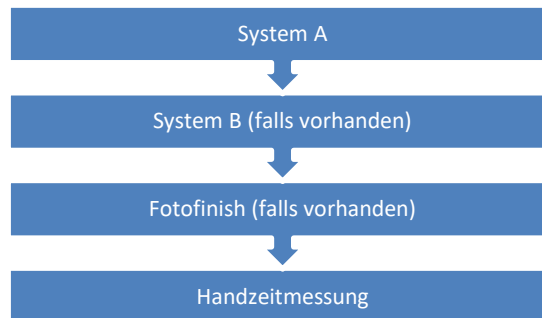 System A
System B (falls vorhanden)
Fotofinish (falls vorhanden)
Handzeitmessung